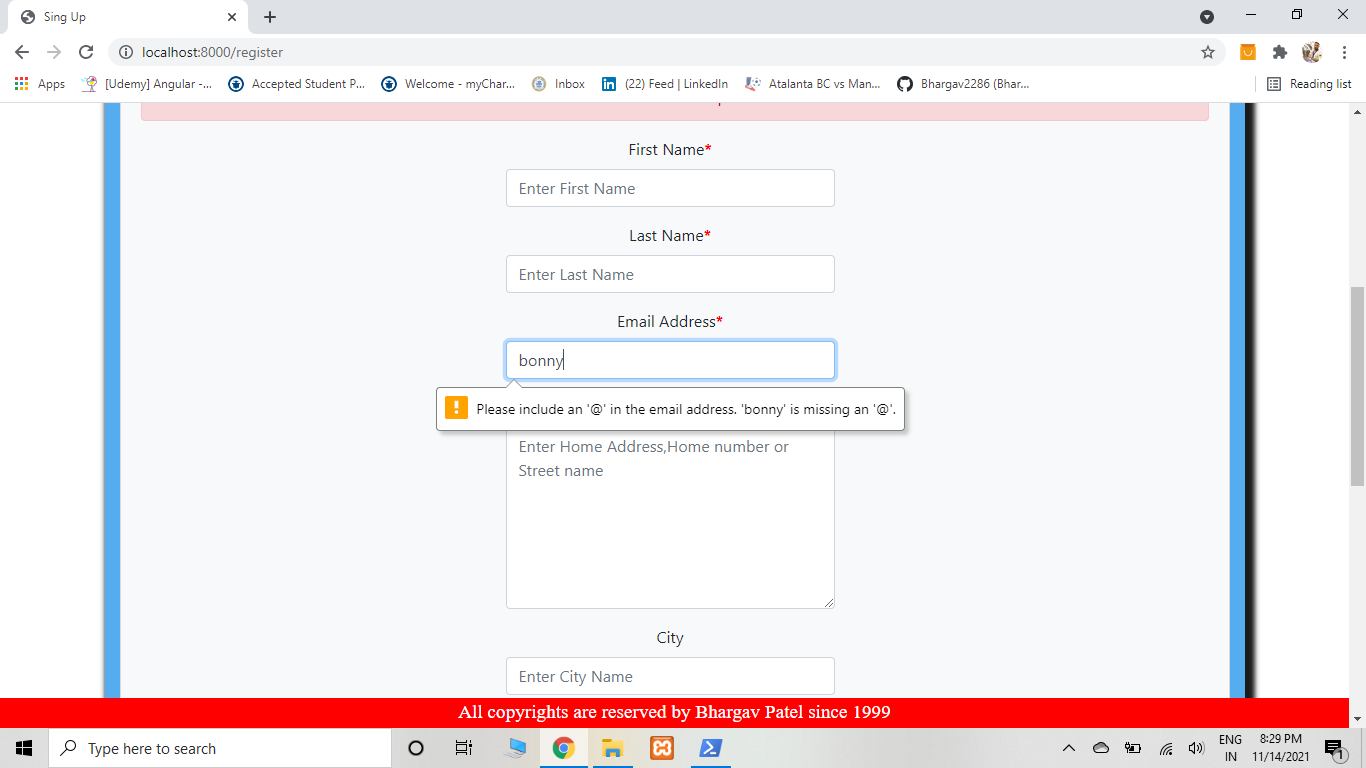 Sing Up
localhost:8000/register
Apps
[Udemy] Angular -...
Accepted Student P...
Welcome - myChar...
Inbox
(22) Feed | LinkedIn
Atalanta BC vs Man...
Bhargav2286 (Bhar...
Reading list
First Name*
Enter First Name
Last Name*
Enter Last Name
Email Address*
bonny
Please include an '@' in the email address. 'bonny' is missing an '@'.
Enter Home Address,Home number or
Street name
City
Enter City Name
All copyrights are reserved by Bhargav Patel since 1999
Type here to search
ENG
IN
8:29 PM
11/14/2021
1